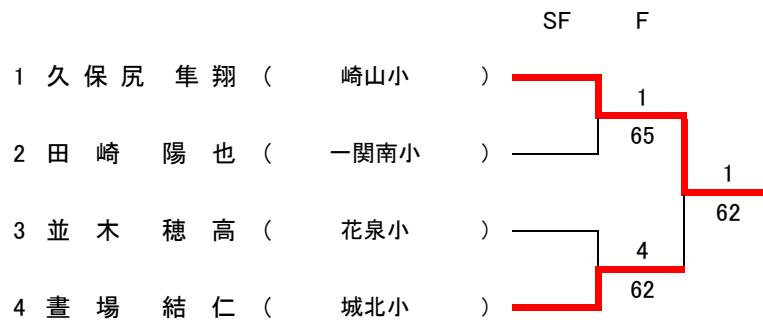 SF F
1 久保尻 隼翔 ( 崎山小 )
1
65
2 田崎 陽也 ( 一関南小 )
1
62
3 並木 穂高 ( 花泉小 )
4
62
4 晝場 結仁 ( 城北小 )